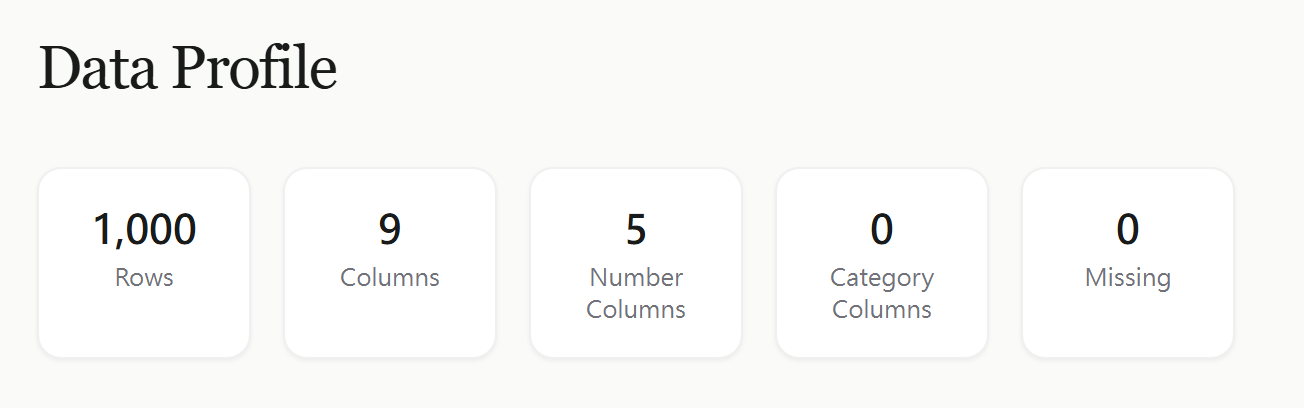 Data Profile
1,000
Rows
9
Columns
5
Number
Columns
0
Category
Columns
0
Missing